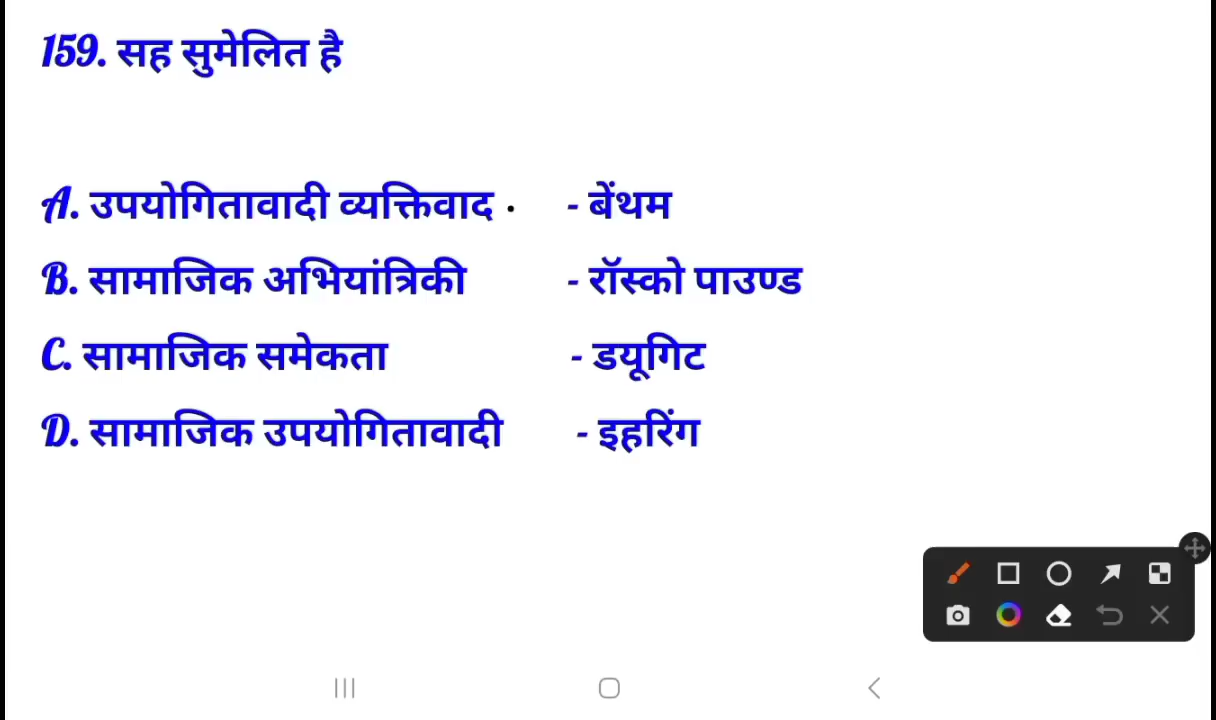 159. सह सुमेलित है
A. उपयोगितावादी व्यक्तिवाद - बेंथम
B. सामाजिक अभियांत्रिकी - रॉस्को पाउण्ड
C. सामाजिक समेकता - डयूगिट
D. सामाजिक उपयोगितावादी - इहरिंग